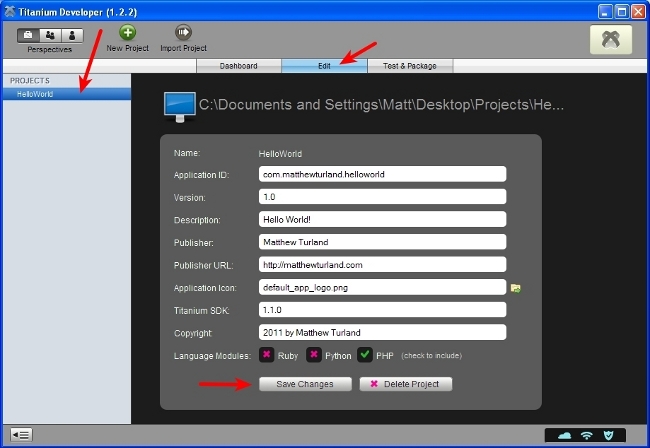 Titanium Developer (1.2.2)
Perspectives
New Project
Import Project
Dashboard
Edit
Test & Package
PROJECTS
HelloWorld
C:\Documents and Settings\Matt\Desktop\Projects\He...
Name: HelloWorld
Application ID: com.matthewturland.helloworld
Version: 1.0
Description: Hello World!
Publisher: Matthew Turland
Publisher URL: http://matthewturland.com
Application Icon: default_app_logo.png
Titanium SDK: 1.1.0
Copyright: 2011 by Matthew Turland
Language Modules: Ruby Python PHP (check to include)
Save Changes
Delete Project